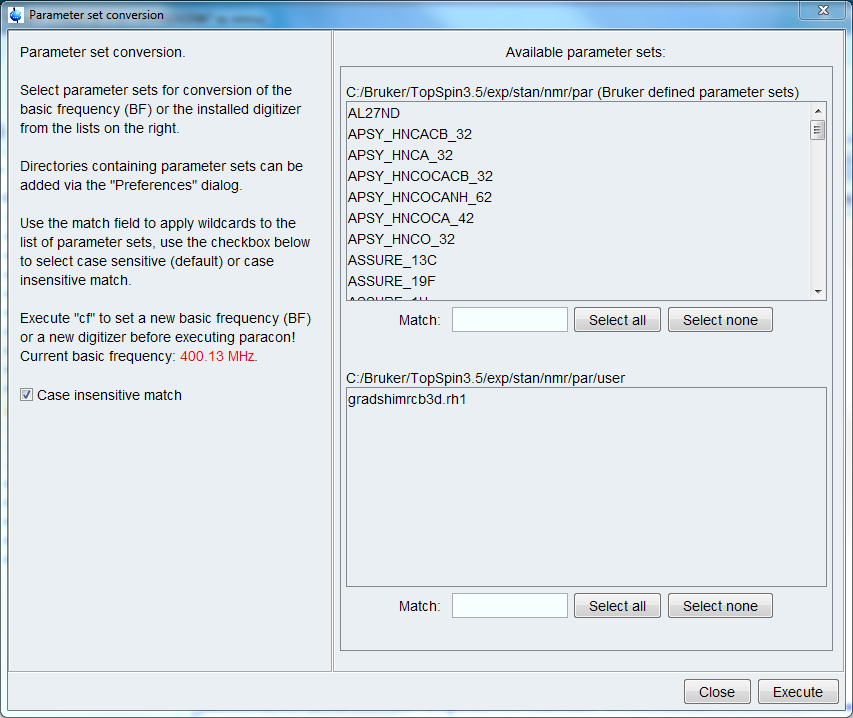 Parameter set conversion
Parameter set conversion.
Select parameter sets for conversion of the
basic frequency (BF) or the installed digitizer
from the lists on the right.
Directories containing parameter sets can be
added via the "Preferences" dialog.
Use the match field to apply wildcards to the
list of parameter sets, use the checkbox below
to select case sensitive (default) or case
insensitive match.
Execute "cf" to set a new basic frequency (BF)
or a new digitizer before executing paracon!
Current basic frequency: 400.13 MHz.
Case insensitive match
Available parameter sets:
C:/Bruker/TopSpin3.5/exp/stan/nmr/par (Bruker defined parameter sets)
AL27ND
APSY_HNCACB_32
APSY_HNCA_32
APSY_HNCOCACB_32
APSY_HNCOCANH_62
APSY_HNCOCA_42
APSY_HNCO_32
ASSURE_13C
ASSURE_19F
ASSURE_1H
Match:
Select all
Select none
C:/Bruker/TopSpin3.5/exp/stan/nmr/par/user
gradshimrcb3d.rh1
Match:
Select all
Select none
Close
Execute